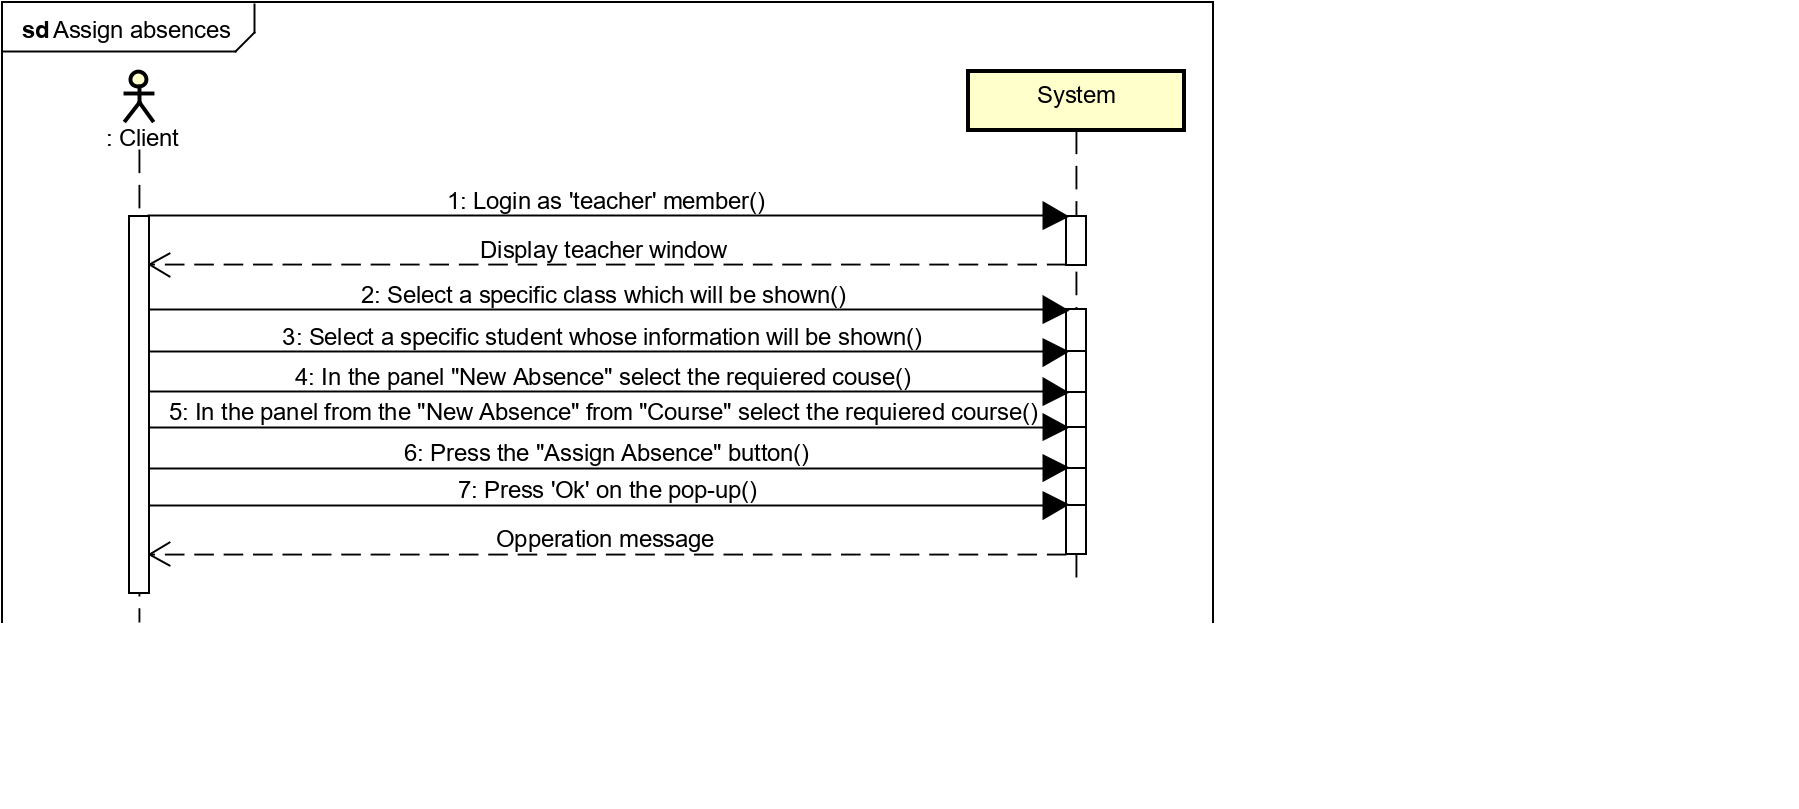 sd Assign absences
: Client
System
1: Login as 'teacher' member()
Display teacher window
2: Select a specific class which will be shown()
3: Select a specific student whose information will be shown()
4: In the panel "New Absence" select the requiered couse()
5: In the panel from the "New Absence" from "Course" select the requiered course()
6: Press the "Assign Absence" button()
7: Press 'Ok' on the pop-up()
Opperation message